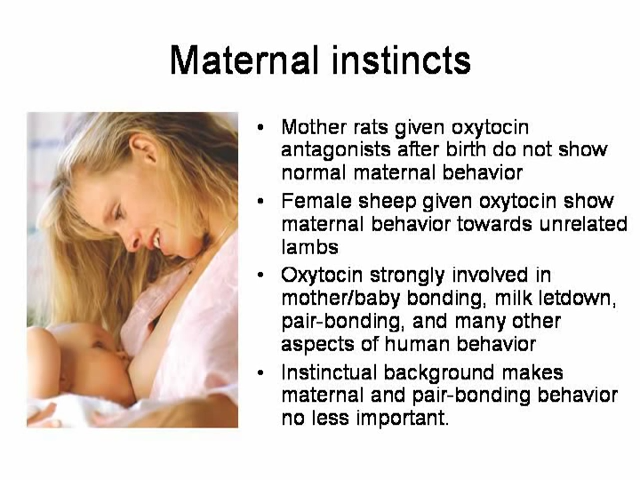 Maternal instincts
• Mother rats given oxytocin
antagonists after birth do not show
normal maternal behavior
• Female sheep given oxytocin show
maternal behavior towards unrelated
lambs
• Oxytocin strongly involved in
mother/baby bonding, milk letdown,
pair-bonding, and many other
aspects of human behavior
• Instinctual background makes
maternal and pair-bonding behavior
no less important.